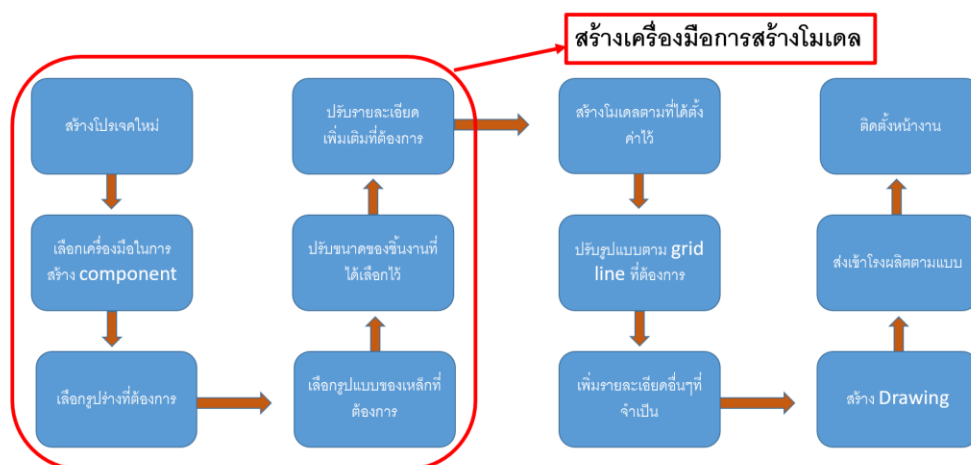 สร้างเครื่องมือการสร้างโมเดล
สร้างโปรเจคใหม่
เลือกเครื่องมือในการ
สร้าง component
เลือกรูปร่างที่ต้องการ
เลือกรูปแบบของเหล็กที่
ต้องการ
ปรับขนาดของชิ้นงานที่
ได้เลือกไว้
ปรับรายละเอียด
เพิ่มเติมที่ต้องการ
สร้างโมเดลตามที่ได้ตั้ง
ค่าไว้
ปรับรูปแบบตาม grid
line ที่ต้องการ
เพิ่มรายละเอียดอื่นๆที่
จำเป็น
สร้าง Drawing
ส่งเข้าโรงผลิตตามแบบ
ติดตั้งหน้างาน